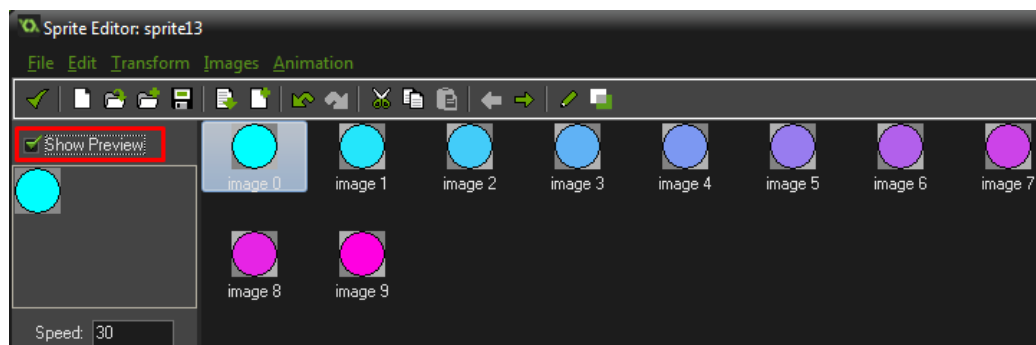 Sprite Editor: sprite13
File Edit Transform Images Animation
Show Preview
image 0 image 1 image 2 image 3 image 4 image 5 image 6 image 7
image 8 image 9
Speed: 30